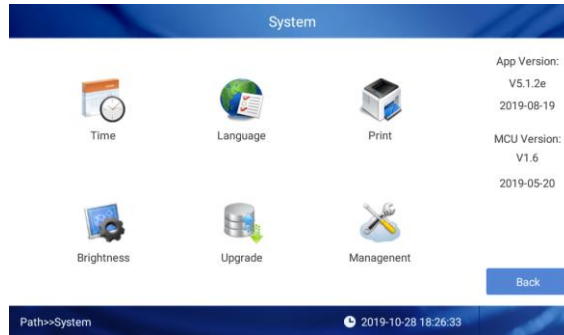 System
Time
Language
Print
Brightness
Upgrade
Managenent
App Version:
V5.1.2e
2019-08-19
MCU Version:
V1.6
2019-05-20
Back
Path>>System
2019-10-28 18:26:33